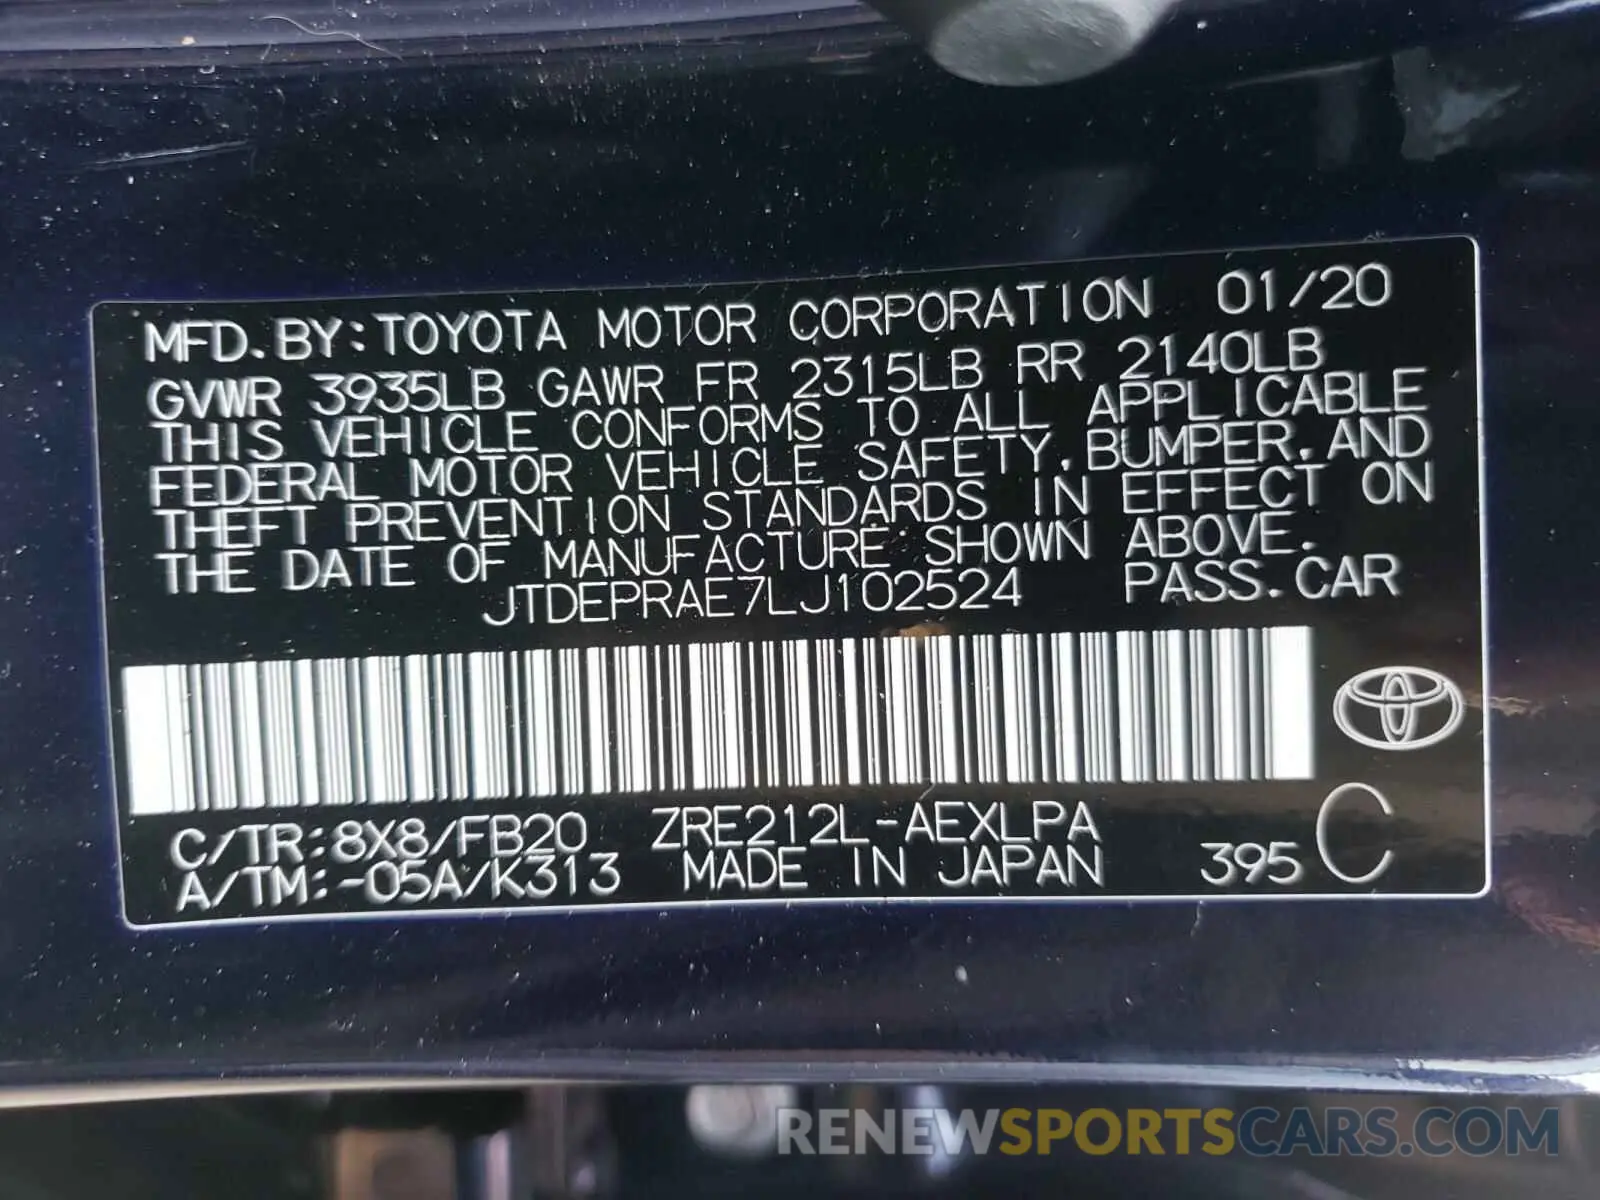 MFD. BY: TOYOTA MOTOR CORPORATION 01/20
GVWR 3935LB GAWR FR 2315LB RR 2140LB
THIS VEHICLE CONFORMS TO ALL APPLICABLE
FEDERAL MOTOR VEHICLE SAFETY, BUMPER, AND
THEFT PREVENTION STANDARDS IN EFFECT ON
THE DATE OF MANUFACTURE SHOWN ABOVE.
JTDEPRAE7LJ102524 PASS. CAR
C/TR: 8X8/FB20 ZRE212L-AEXLPA
A/TM: -05A/K313 MADE IN JAPAN 395 C
RENEWSPORTSCARS.COM